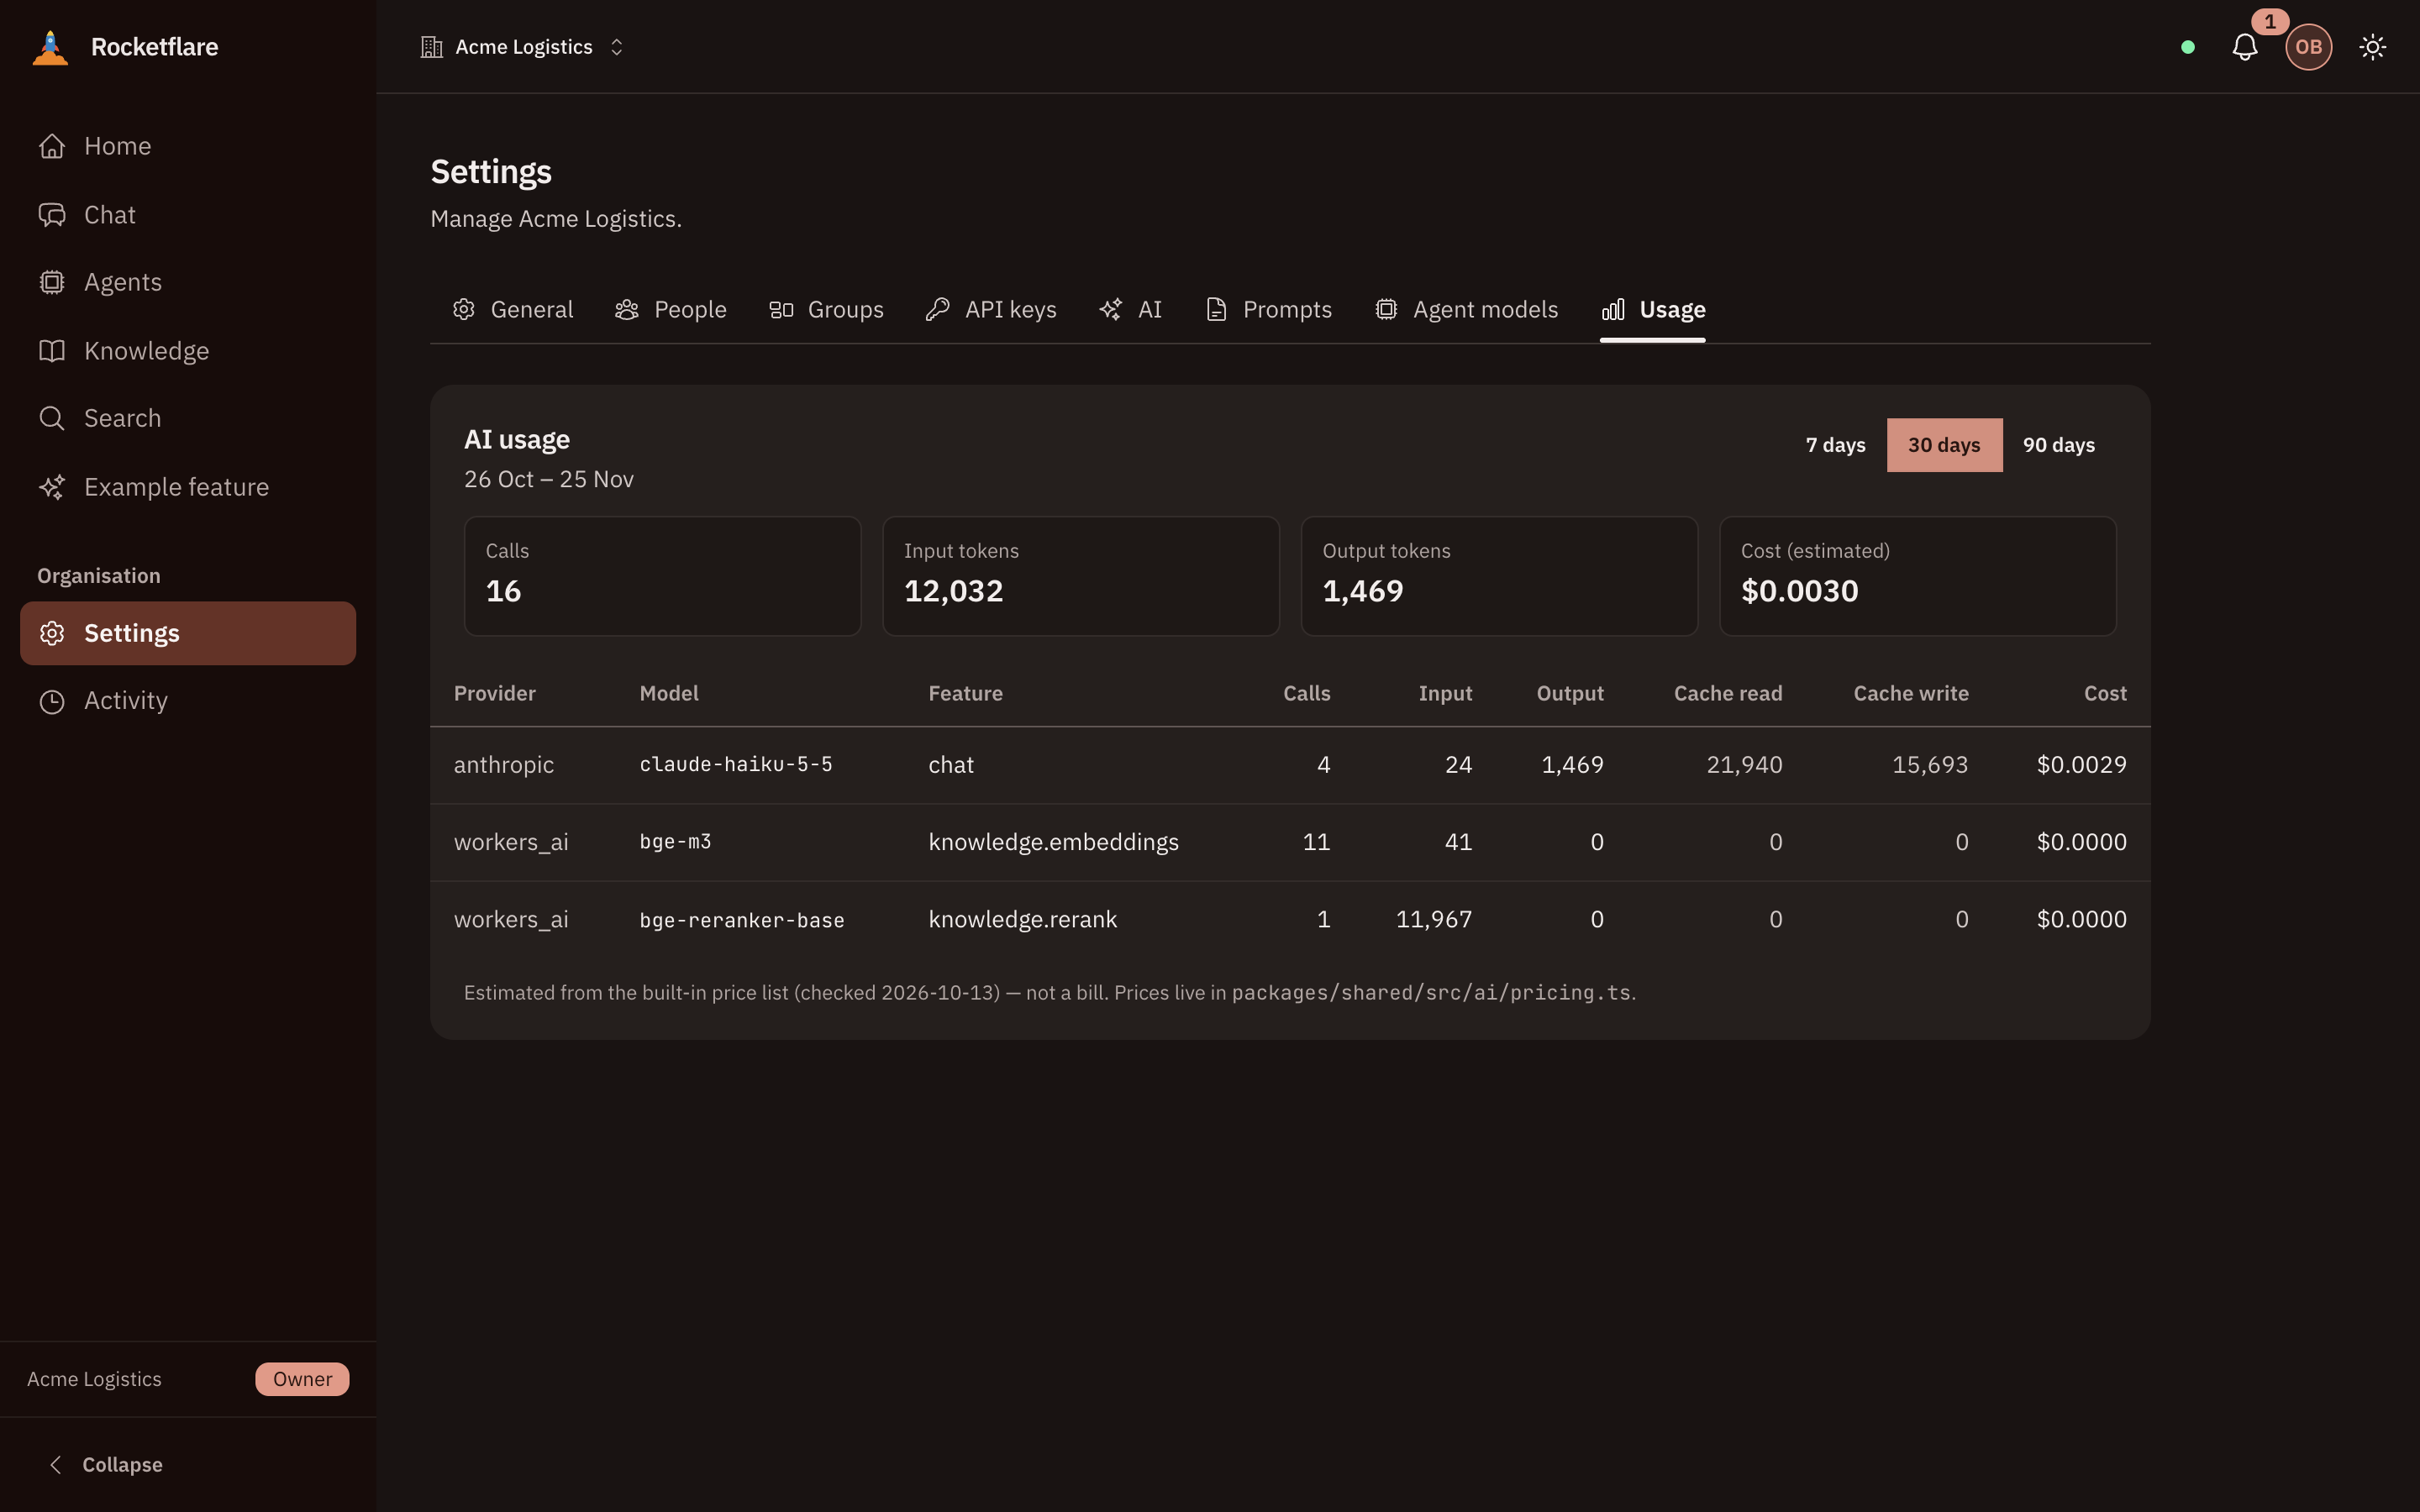 Rocketflare
Acme Logistics
1
OB
Home
Chat
Agents
Knowledge
Search
Example feature
Organisation
Settings
Activity
Acme Logistics
Owner
Collapse
Settings
Manage Acme Logistics.
General
People
Groups
API keys
AI
Prompts
Agent models
Usage
AI usage
26 Oct – 25 Nov
7 days
30 days
90 days
Calls
16
Input tokens
12,032
Output tokens
1,469
Cost (estimated)
$0.0030
Provider Model Feature Calls Input Output Cache read Cache write Cost
anthropic claude-haiku-5-5 chat 4 24 1,469 21,940 15,693 $0.0029
workers_ai bge-m3 knowledge.embeddings 11 41 0 0 0 $0.0000
workers_ai bge-reranker-base knowledge.rerank 1 11,967 0 0 0 $0.0000
Estimated from the built-in price list (checked 2026-10-13) — not a bill. Prices live in packages/shared/src/ai/pricing.ts.